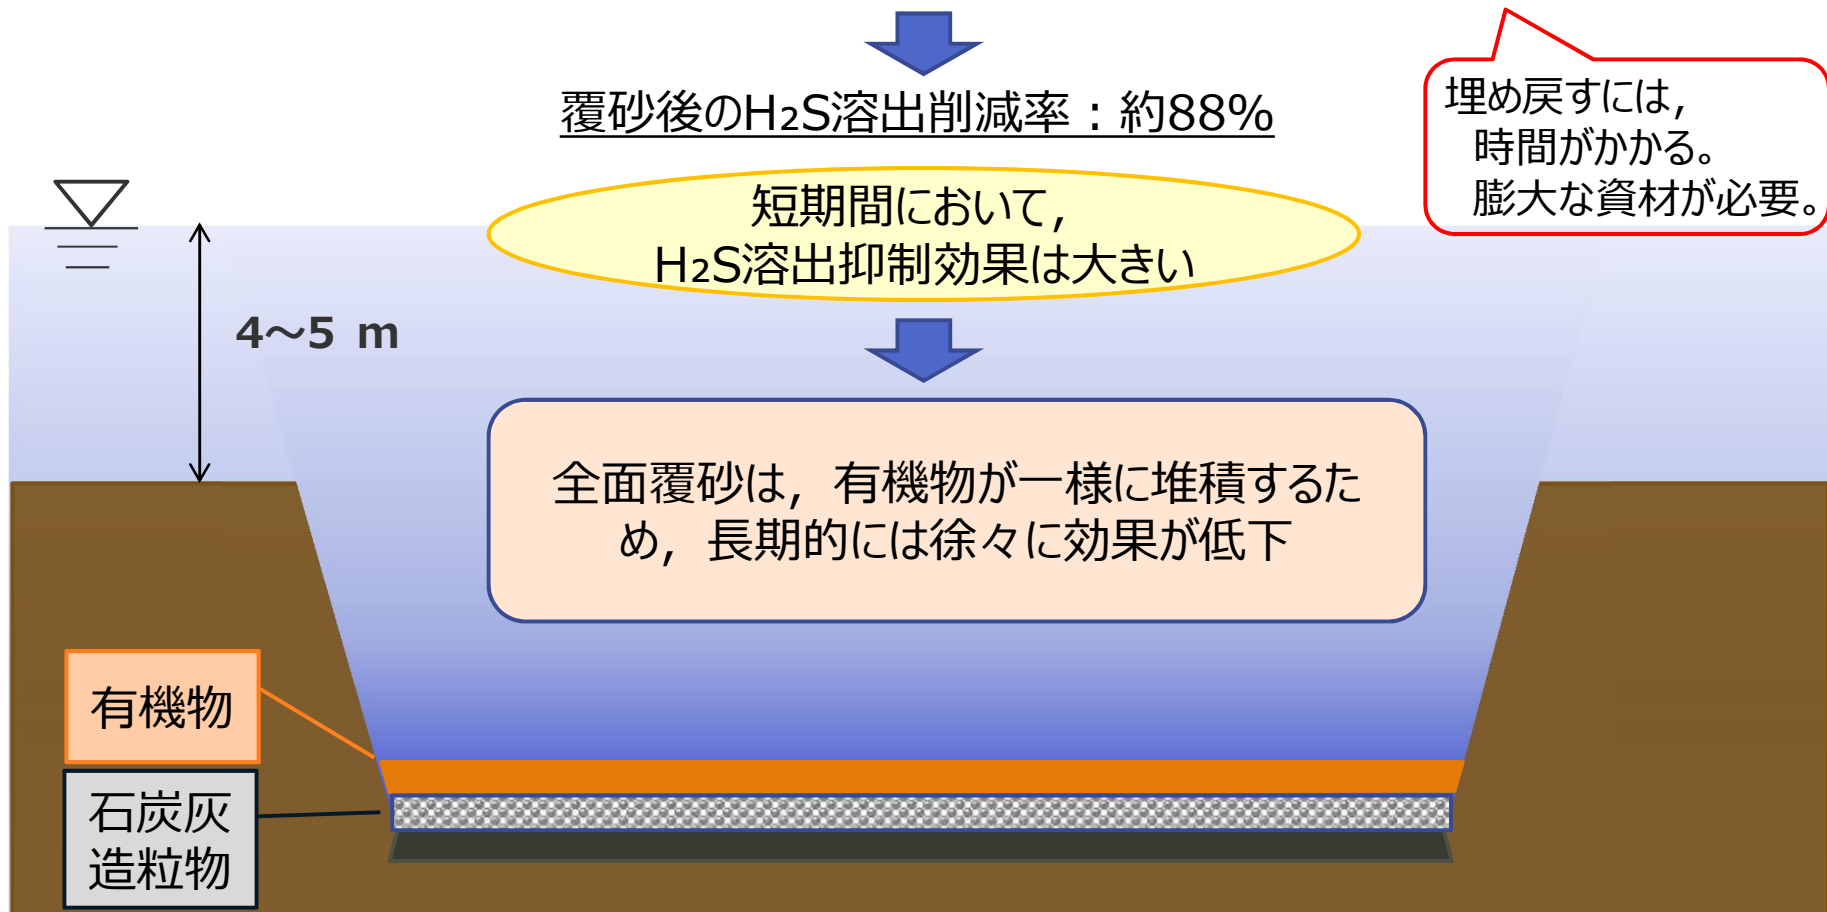 覆砂後のH₂S溶出削減率：約88%
埋め戻すには，
時間がかかる。
膨大な資材が必要。
短期間において，
H₂S溶出抑制効果は大きい
4～5 m
全面覆砂は，有機物が一様に堆積するた
め，長期的には徐々に効果が低下
有機物
石炭灰
造粒物